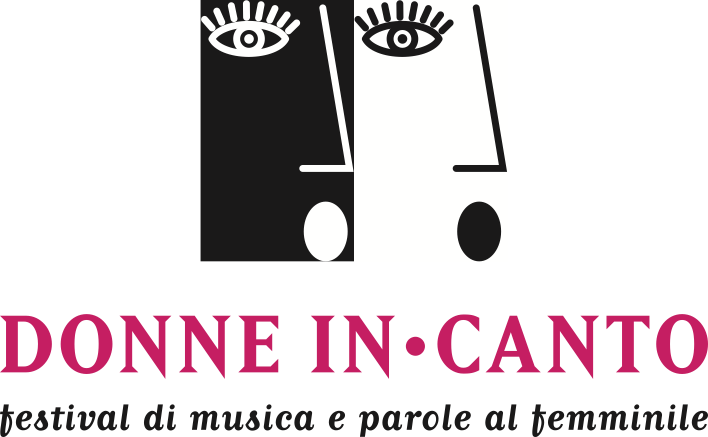 DONNE IN•CANTO
festival di musica e parole al femminile